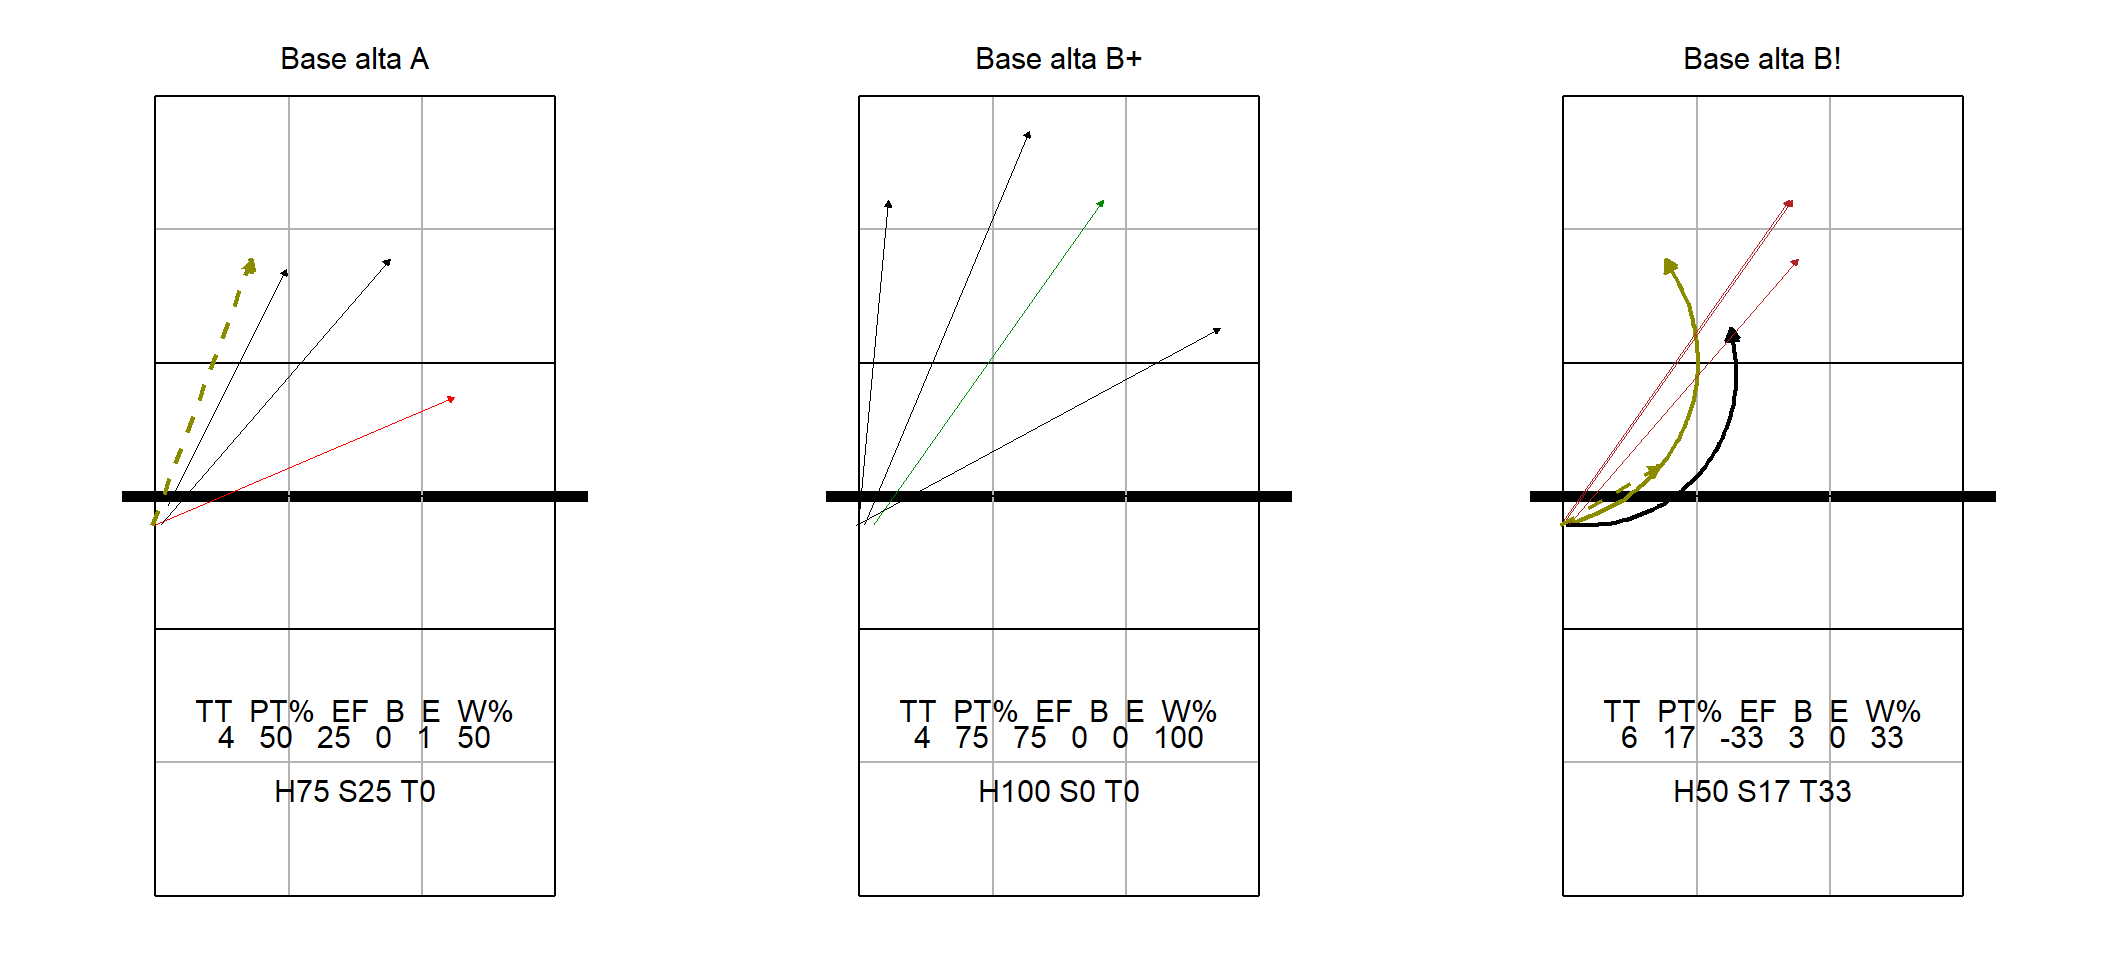 Base alta A
TT PT% EF B E W%
4 50 25 0 1 50
H75 S25 T0
Base alta B+
TT PT% EF B E W%
4 75 75 0 0 100
H100 S0 T0
Base alta B!
TT PT% EF B E W%
6 17 -33 3 0 33
H50 S17 T33